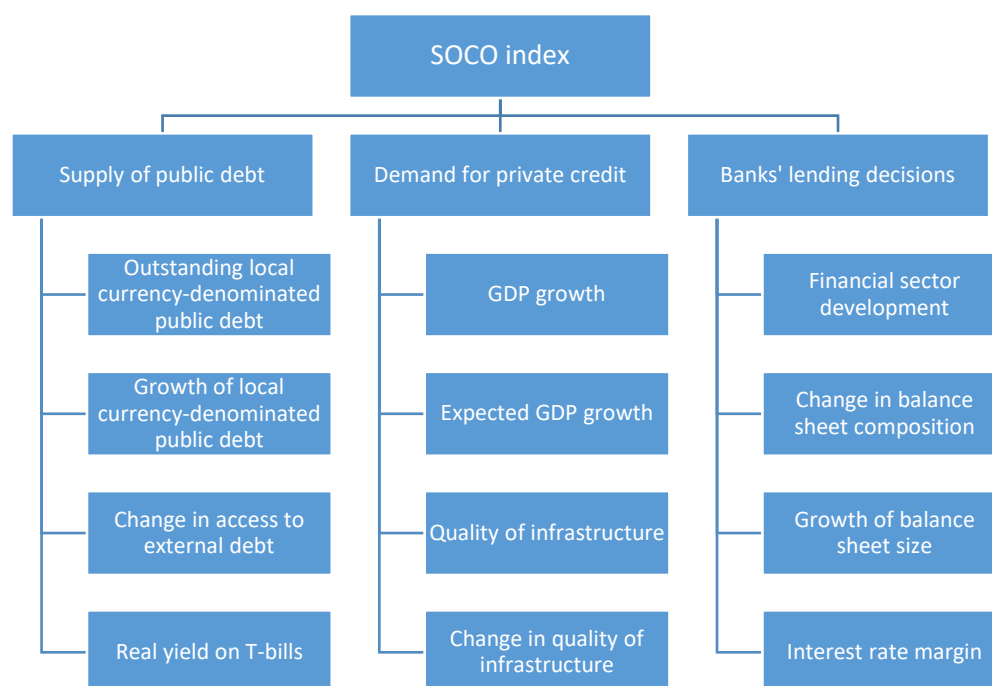 SOCO index
Supply of public debt
Demand for private credit
Banks' lending decisions
Outstanding local
currency-denominated
public debt
GDP growth
Financial sector
development
Growth of local
currency-denominated
public debt
Expected GDP growth
Change in balance
sheet composition
Change in access to
external debt
Quality of infrastructure
Growth of balance
sheet size
Real yield on T-bills
Change in quality of
infrastructure
Interest rate margin